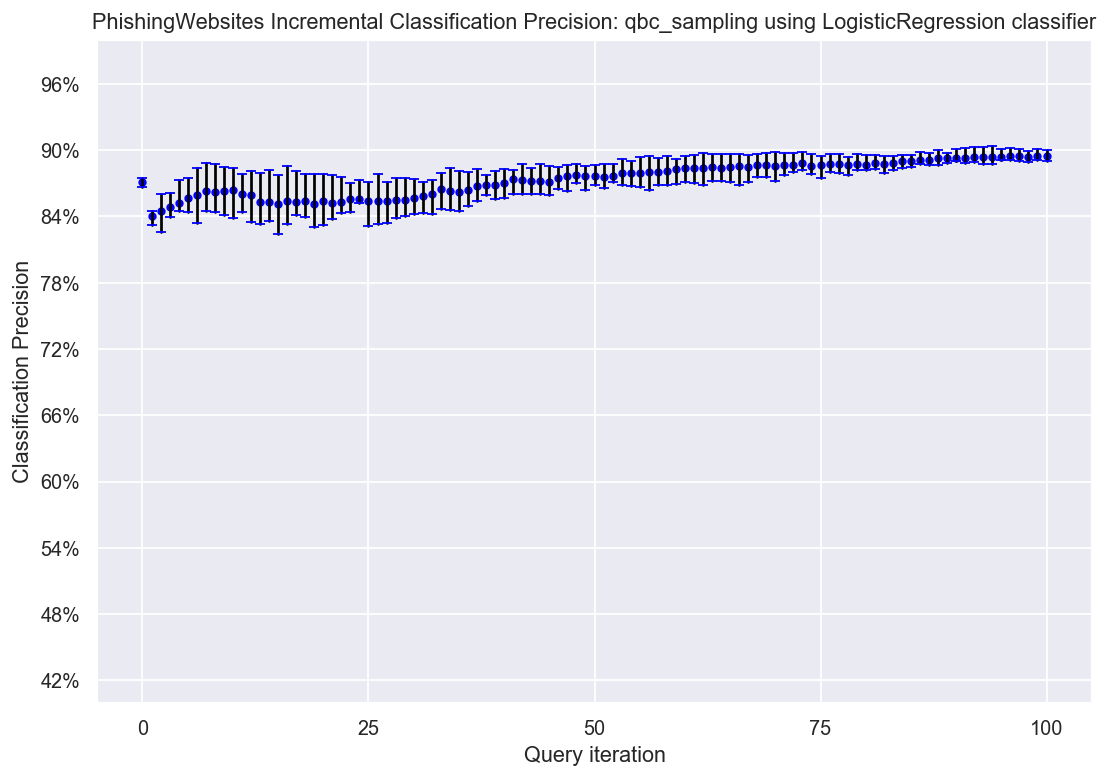 PhishingWebsites Incremental Classification Precision: qbc_sampling using LogisticRegression classifier
96%
90%
84%
78%
72%
66%
60%
54%
48%
42%
Classification Precision
0 25 50 75 100
Query iteration